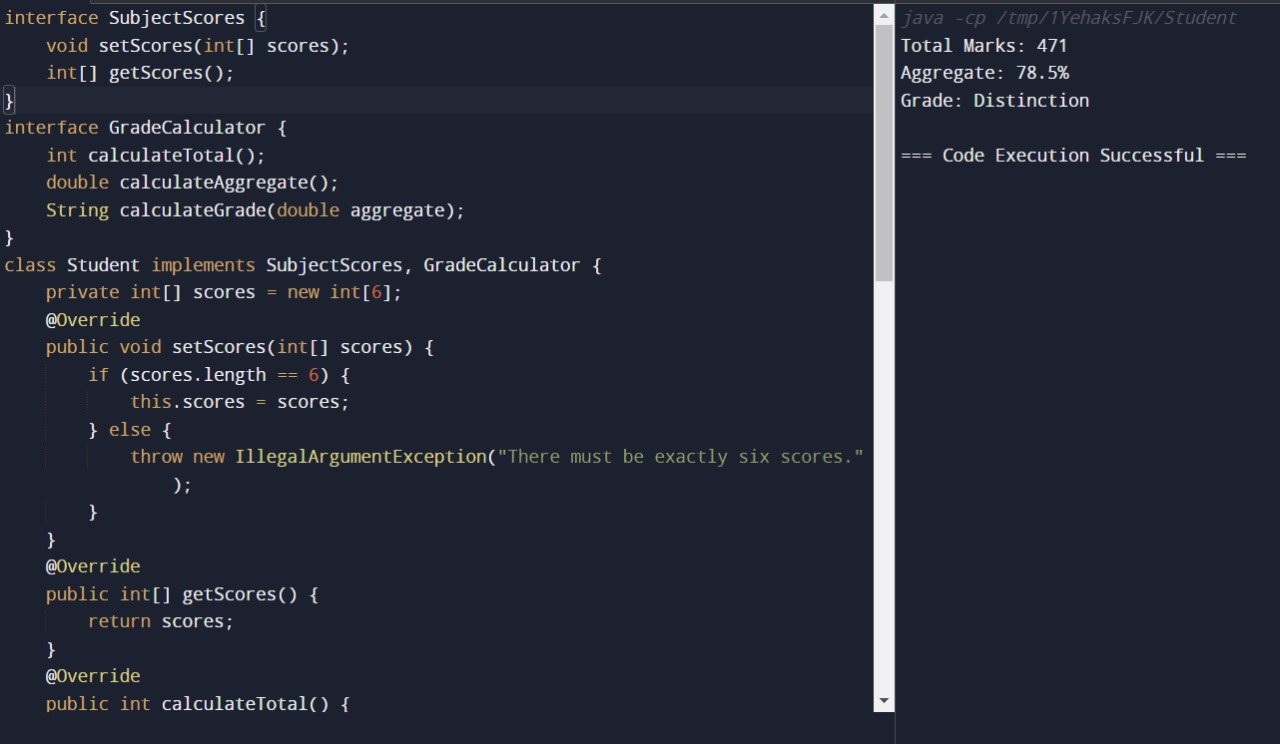 interface SubjectScores {
    void setScores(int[] scores);
    int[] getScores();
}
interface GradeCalculator {
    int calculateTotal();
    double calculateAggregate();
    String calculateGrade(double aggregate);
}
class Student implements SubjectScores, GradeCalculator {
    private int[] scores = new int[6];
    @Override
    public void setScores(int[] scores) {
        if (scores.length == 6) {
            this.scores = scores;
        } else {
            throw new IllegalArgumentException("There must be exactly six scores."
                );
        }
    }
    @Override
    public int[] getScores() {
        return scores;
    }
    @Override
    public int calculateTotal() {
java -cp /tmp/1YehaksFJK/Student
Total Marks: 471
Aggregate: 78.5%
Grade: Distinction
=== Code Execution Successful ===